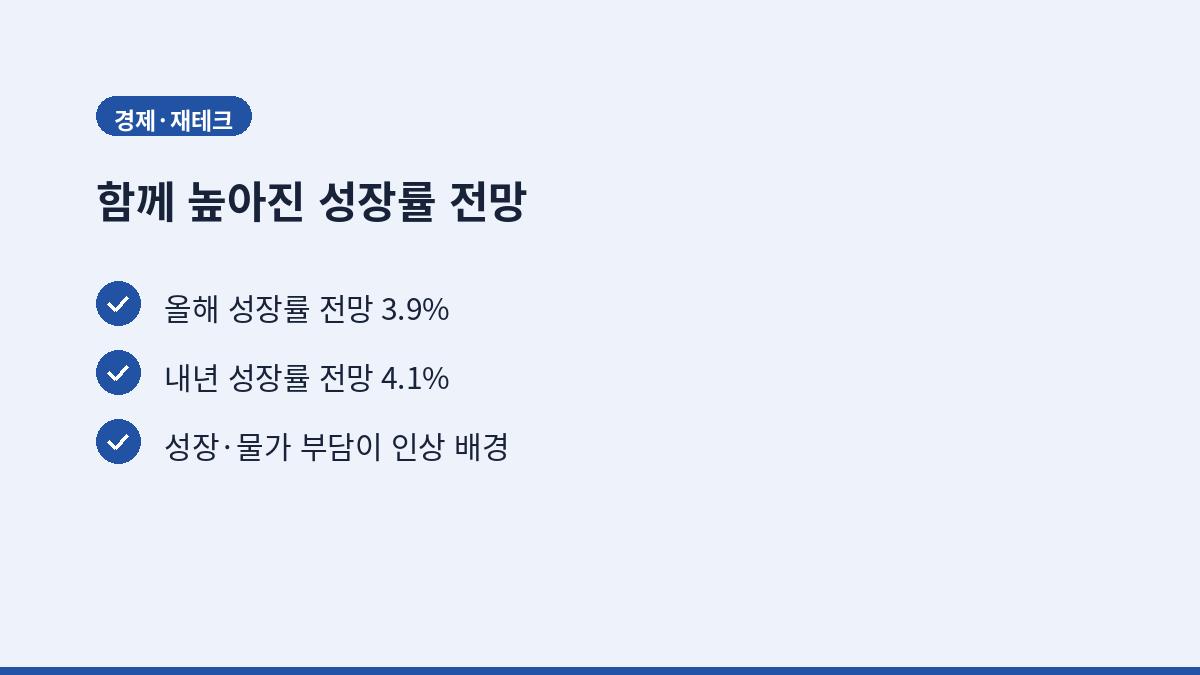 경제·재테크
함께 높아진 성장률 전망
올해 성장률 전망 3.9%
내년 성장률 전망 4.1%
성장·물가 부담이 인상 배경